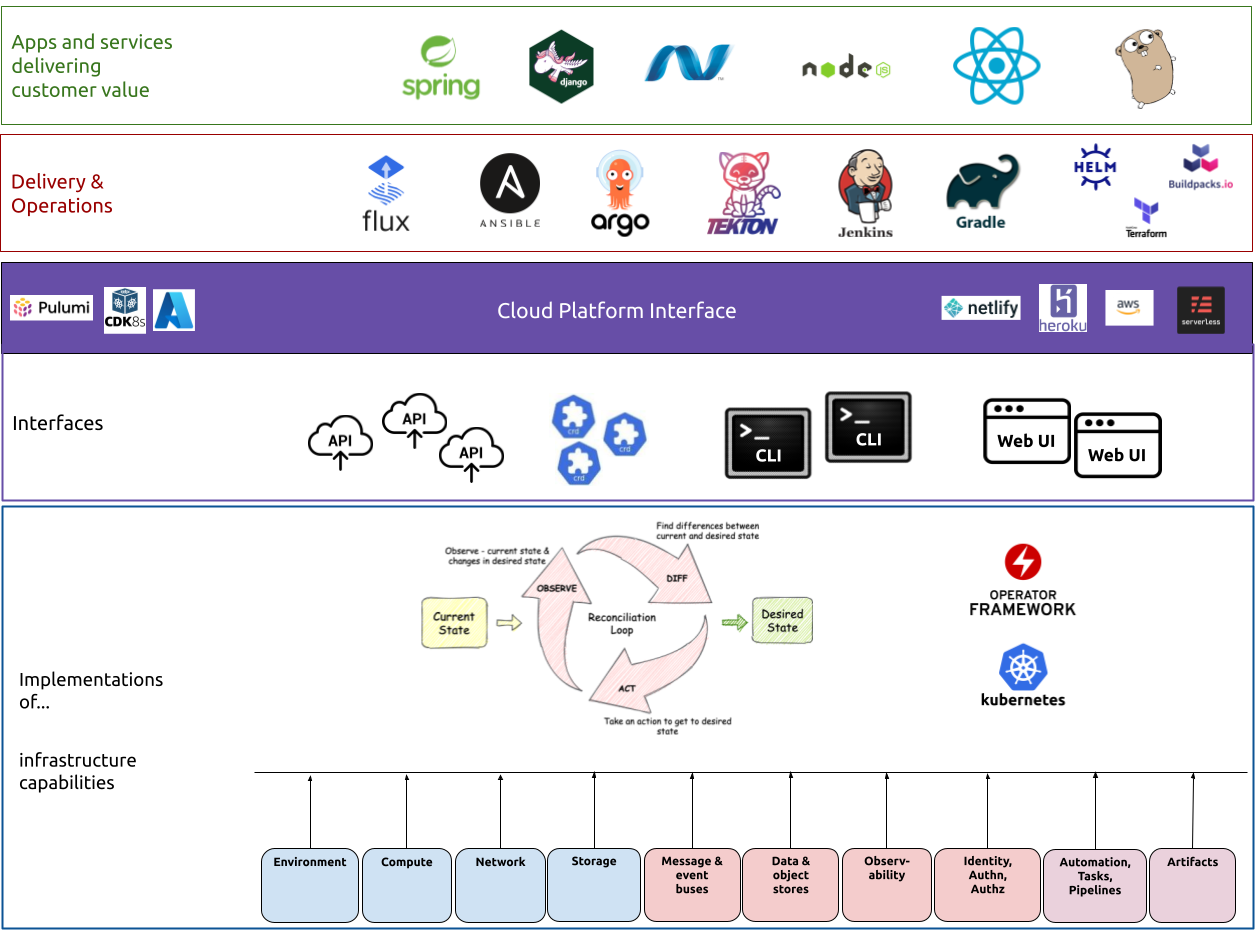 Apps and services
delivering
customer value
spring
django
node
JS
Delivery &
Operations
flux
A
ANSIBLE
argo
TEKTON
Jenkins
Gradle
HELM
Buildpacks.io
Terraform
Pulumi
CDK8s
Cloud Platform Interface
netlify
heroku
aws
serverless
Interfaces
API
API
API
crd
crd
crd
>_
CLI
>_
CLI
Web UI
Web UI
Find differences between
current and desired state
Observe - current state &
changes in desired state
OBSERVE
DIFF
Current
State
Reconciliation
Loop
Desired
State
ACT
Take an action to get to desired
state
OPERATOR
FRAMEWORK
kubernetes
Implementations
of...
infrastructure
capabilities
Environment
Compute
Network
Storage
Message &
event
buses
Data &
object
stores
Observ-
ability
Identity,
Authn,
Authz
Automation,
Tasks,
Pipelines
Artifacts